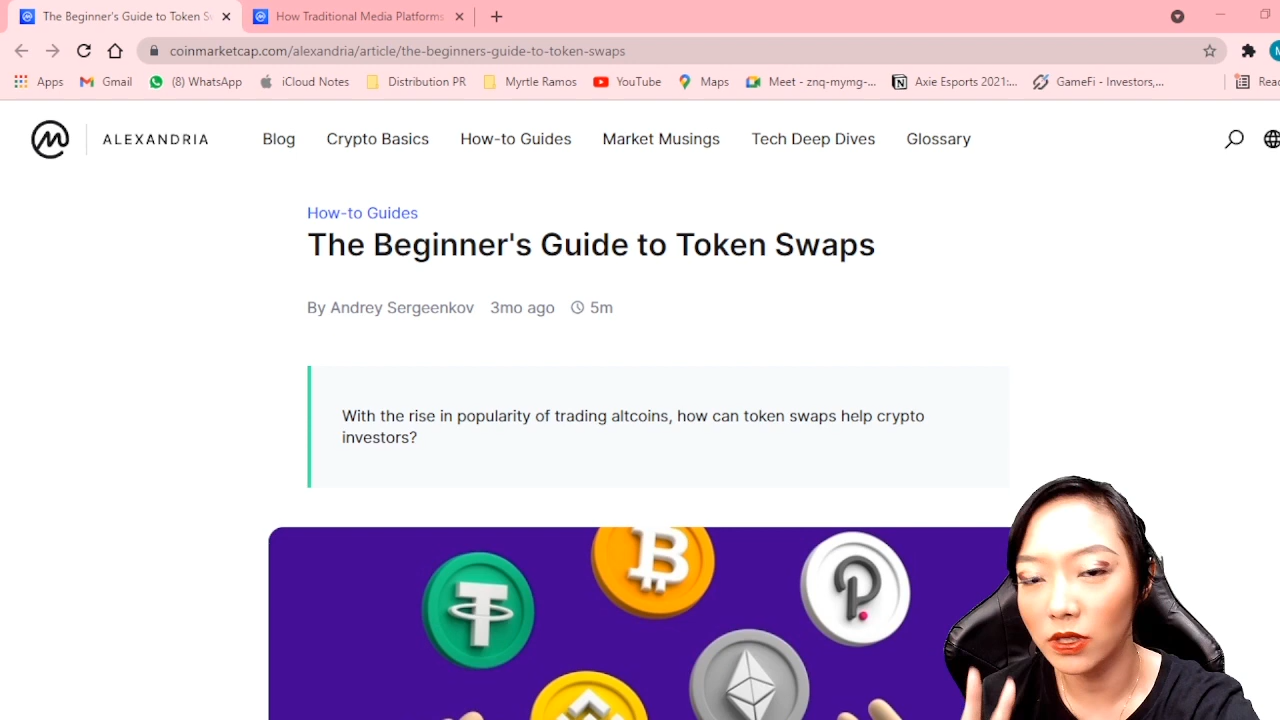 The Beginner's Guide to Token S
How Traditional Media Platforms
coinmarketcap.com/alexandria/article/the-beginners-guide-to-token-swaps
Apps Gmail (8) WhatsApp iCloud Notes Distribution PR Myrtle Ramos YouTube Maps Meet - znq-mymg-... Axie Esports 2021:... GameFi - Investors,... Rea
ALEXANDRIA Blog Crypto Basics How-to Guides Market Musings Tech Deep Dives Glossary
How-to Guides
The Beginner's Guide to Token Swaps
By Andrey Sergeenkov 3mo ago 5m
With the rise in popularity of trading altcoins, how can token swaps help crypto
investors?